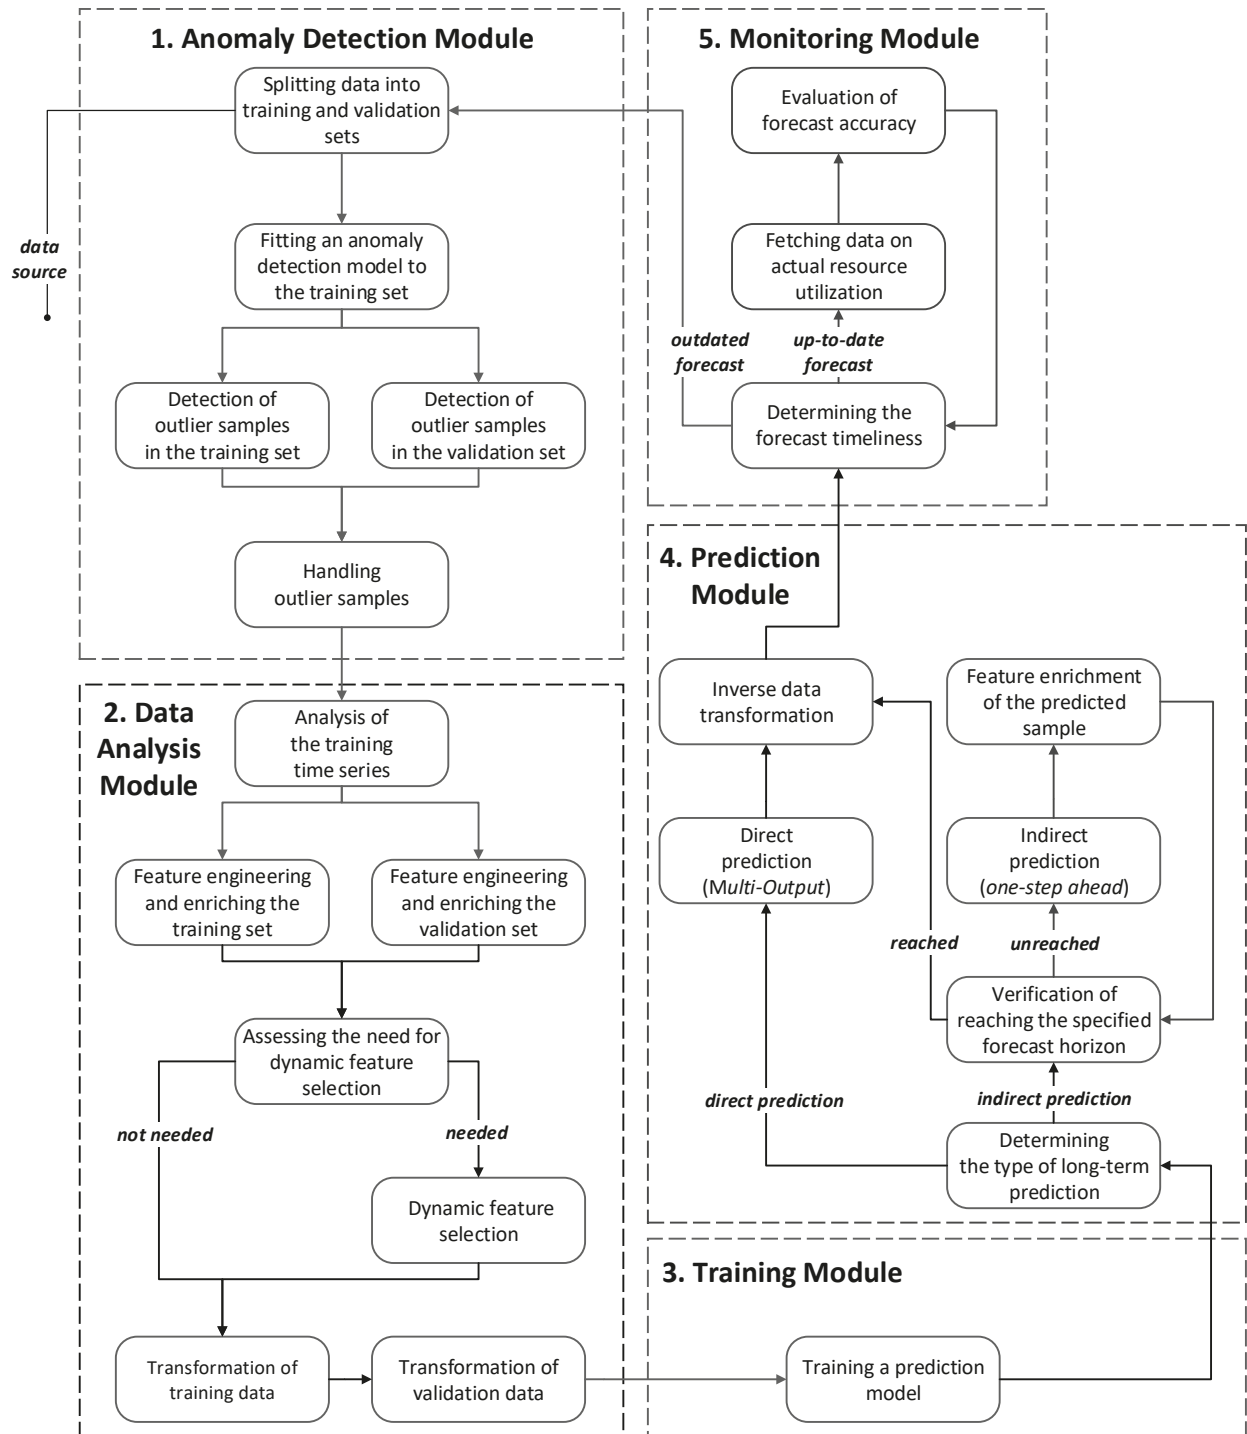 1. Anomaly Detection Module
Splitting data into
training and validation
sets
data
source
Fitting an anomaly
detection model to
the training set
Detection of
outlier samples
in the training set
Detection of
outlier samples
in the validation set
Handling
outlier samples
2. Data
Analysis
Module
Analysis of
the training
time series
Feature engineering
and enriching the
training set
Feature engineering
and enriching the
validation set
Assessing the need for
dynamic feature
selection
not needed
needed
Dynamic feature
selection
Transformation of
training data
Transformation of
validation data
3. Training Module
Training a prediction
model
4. Prediction
Module
Inverse data
transformation
Feature enrichment
of the predicted
sample
Direct
prediction
(Multi-Output)
Indirect
prediction
(one-step ahead)
reached
unreached
Verification of
reaching the specified
forecast horizon
direct prediction
indirect prediction
Determining
the type of long-term
prediction
5. Monitoring Module
Evaluation of
forecast accuracy
Fetching data on
actual resource
utilization
outdated
forecast
up-to-date
forecast
Determining the
forecast timeliness